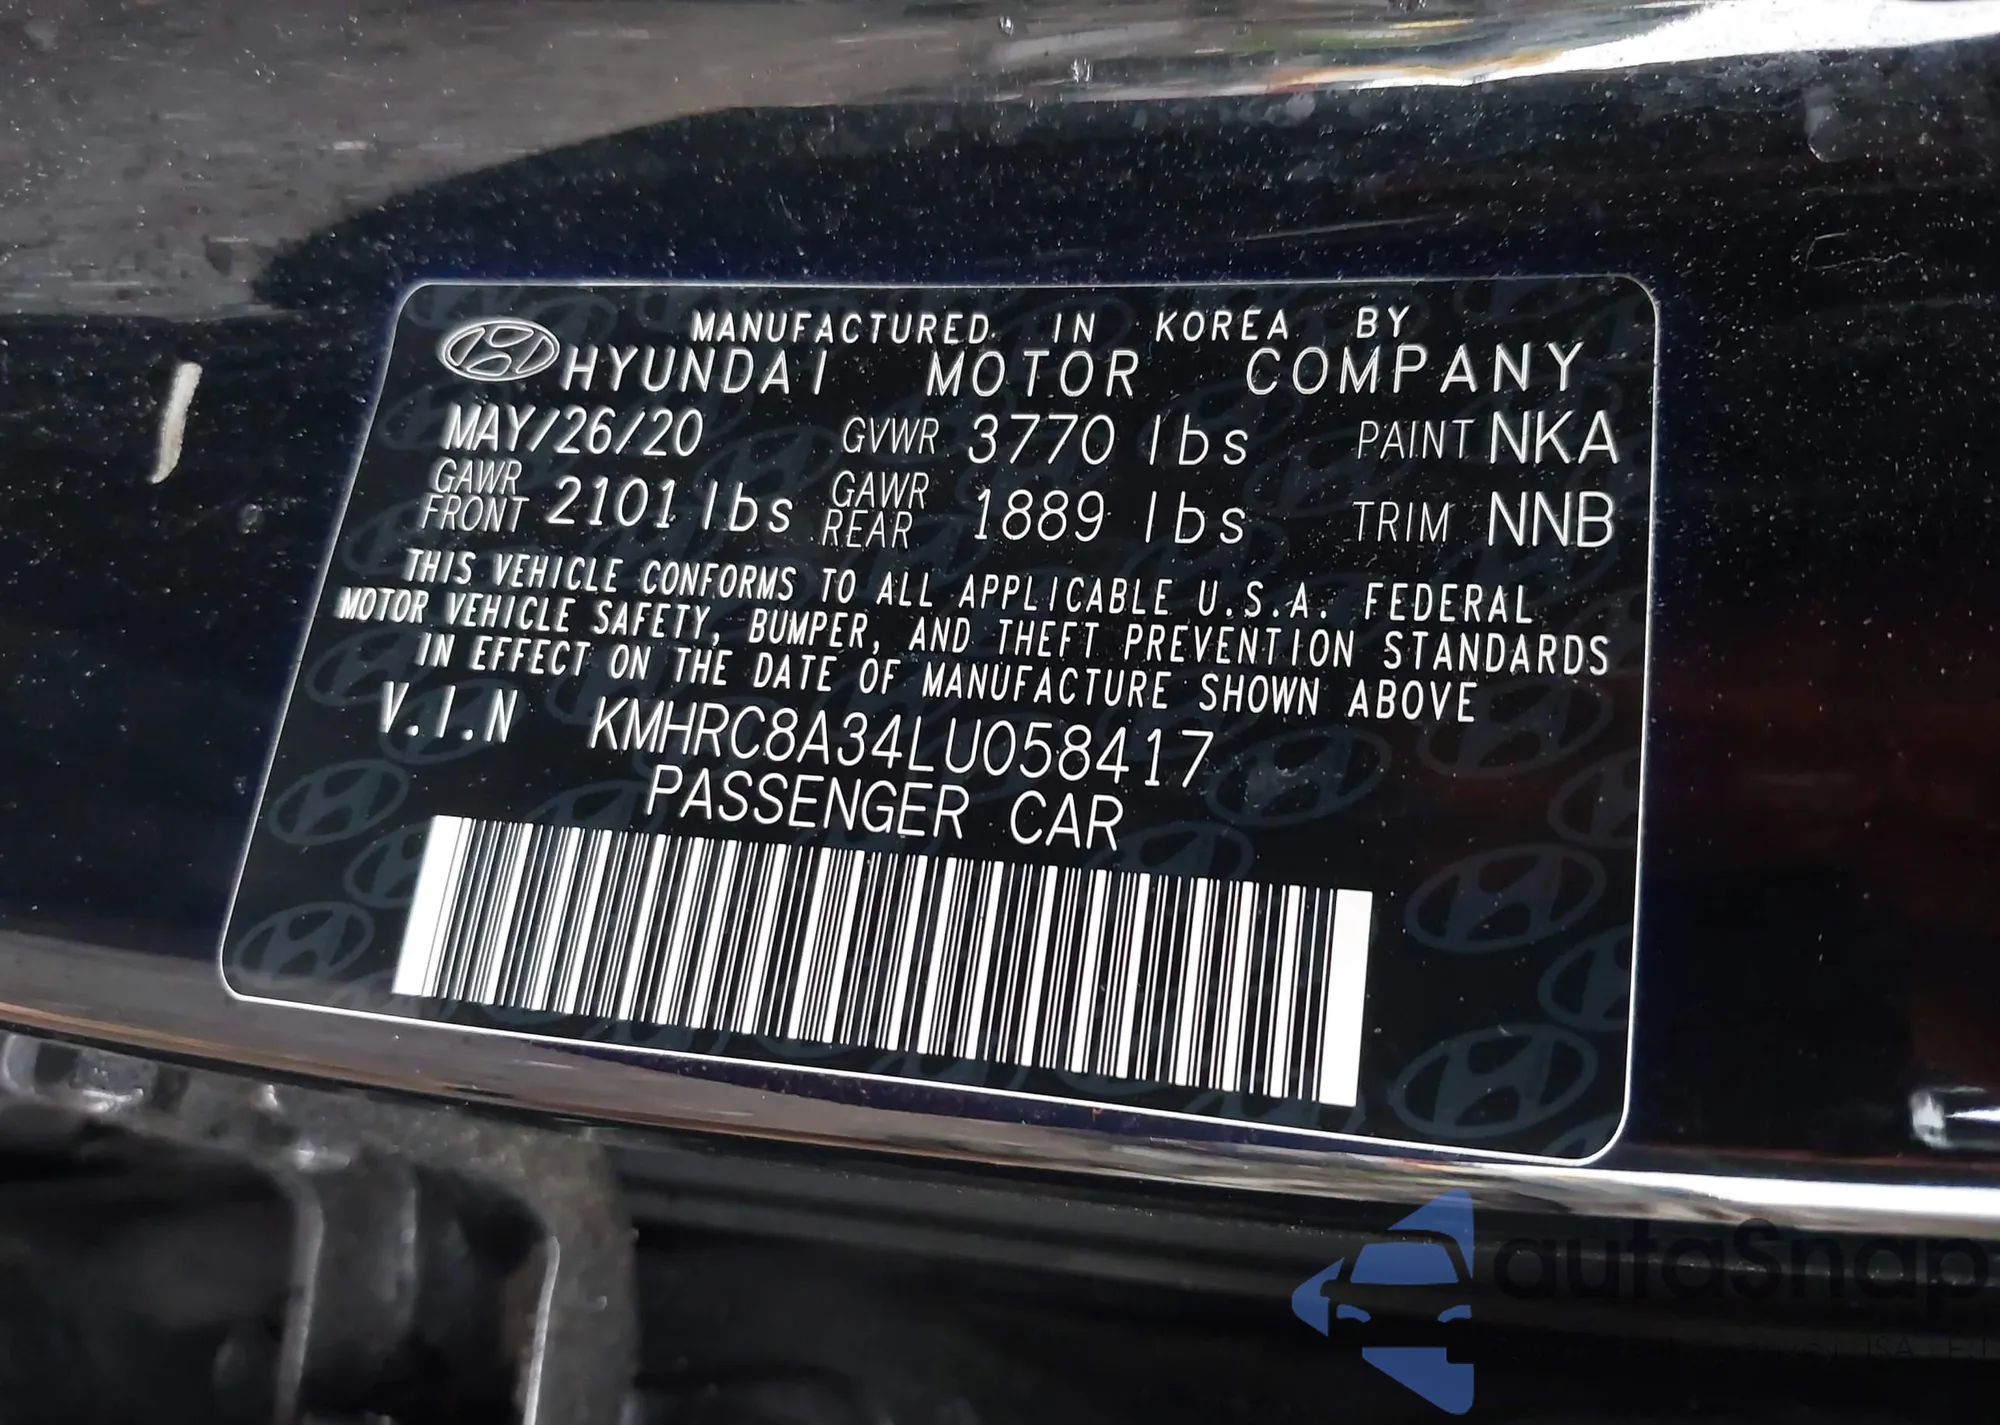 MANUFACTURED IN KOREA BY
HYUNDAI MOTOR COMPANY
MAY/26/20 GVWR 3770 lbs PAINT NKA
GAWR FRONT 2101 lbs GAWR REAR 1889 lbs TRIM NNB
THIS VEHICLE CONFORMS TO ALL APPLICABLE U.S.A. FEDERAL
MOTOR VEHICLE SAFETY, BUMPER, AND THEFT PREVENTION STANDARDS
IN EFFECT ON THE DATE OF MANUFACTURE SHOWN ABOVE
V.I.N KMHRC8A34LU058417
PASSENGER CAR
autaSnap